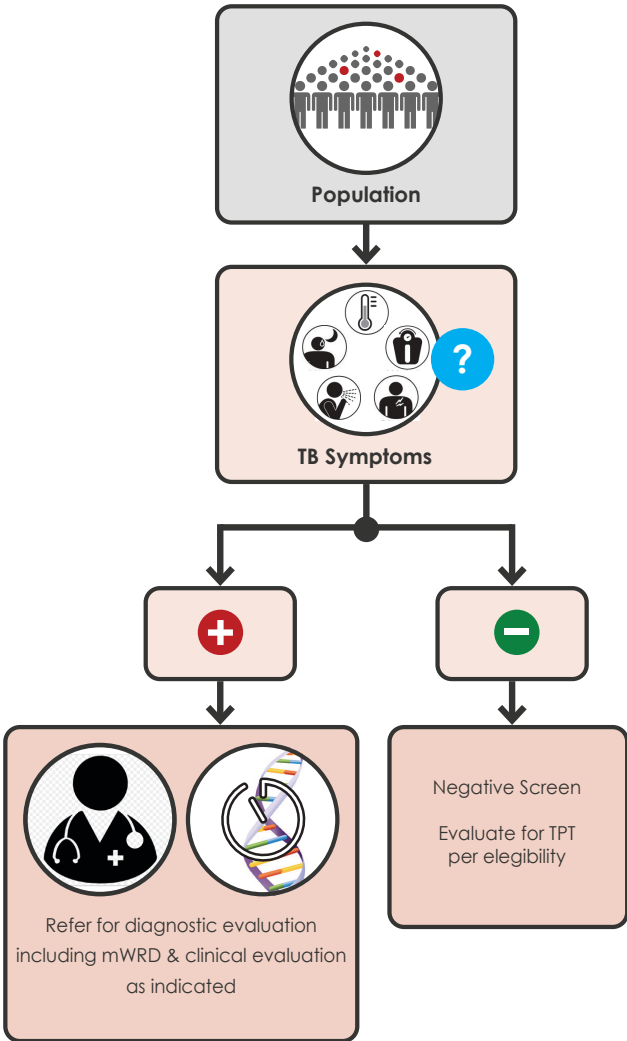 Population
?
TB Symptoms
Refer for diagnostic evaluation
including mWRD & clinical evaluation
as indicated
Negative Screen
Evaluate for TPT
per elegibility